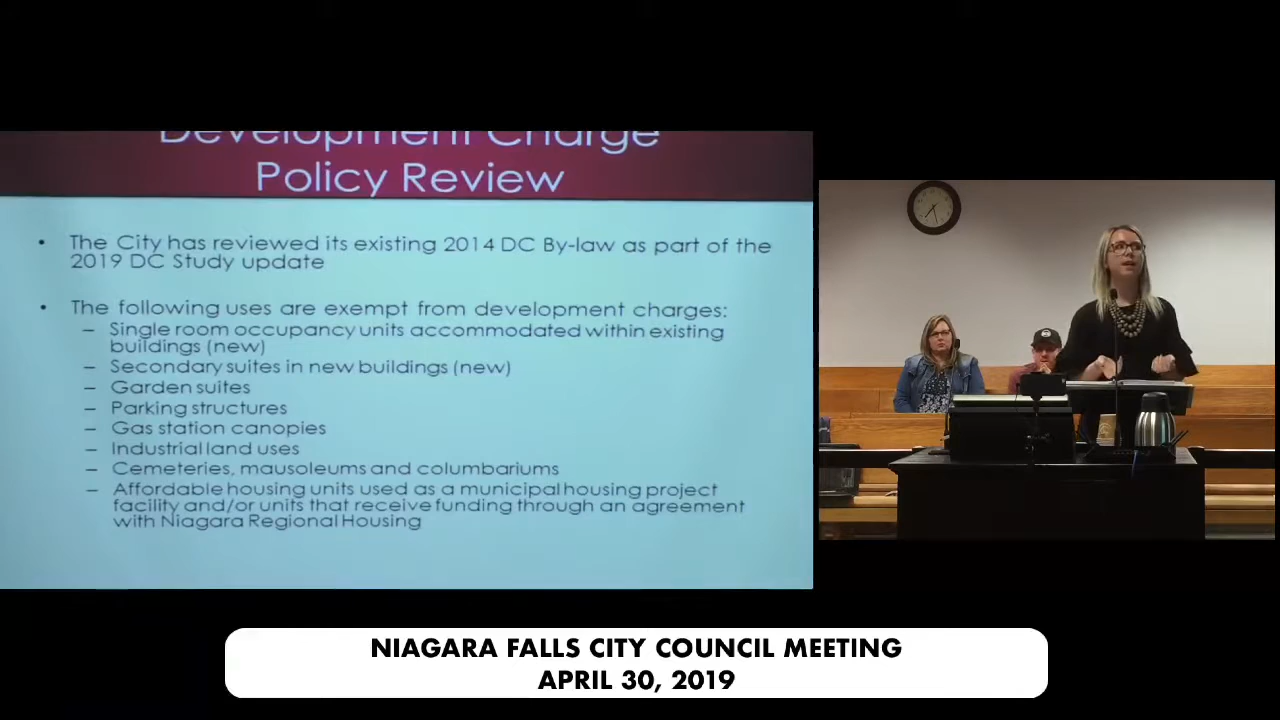 Development Charge
Policy Review
• The City has reviewed its existing 2014 DC By-law as part of the
2019 DC Study update
• The following uses are exempt from development charges:
– Single room occupancy units accommodated within existing
buildings (new)
– Secondary suites in new buildings (new)
– Garden suites
– Parking structures
– Gas station canopies
– Industrial land uses
– Cemeteries, mausoleums and columbariums
– Affordable housing units used as a municipal housing project
facility and/or units that receive funding through an agreement
with Niagara Regional Housing
NIAGARA FALLS CITY COUNCIL MEETING
APRIL 30, 2019